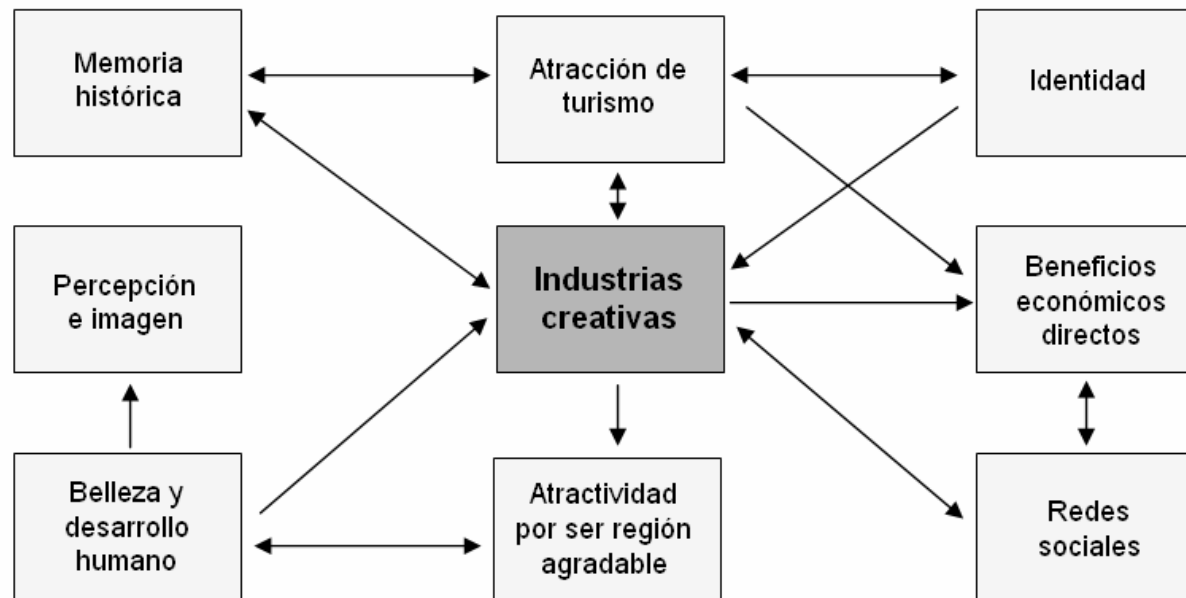 Memoria
histórica
Atracción de
turismo
Identidad
Percepción
e imagen
Industrias
creativas
Beneficios
económicos
directos
Belleza y
desarrollo
humano
Atractividad
por ser región
agradable
Redes
sociales